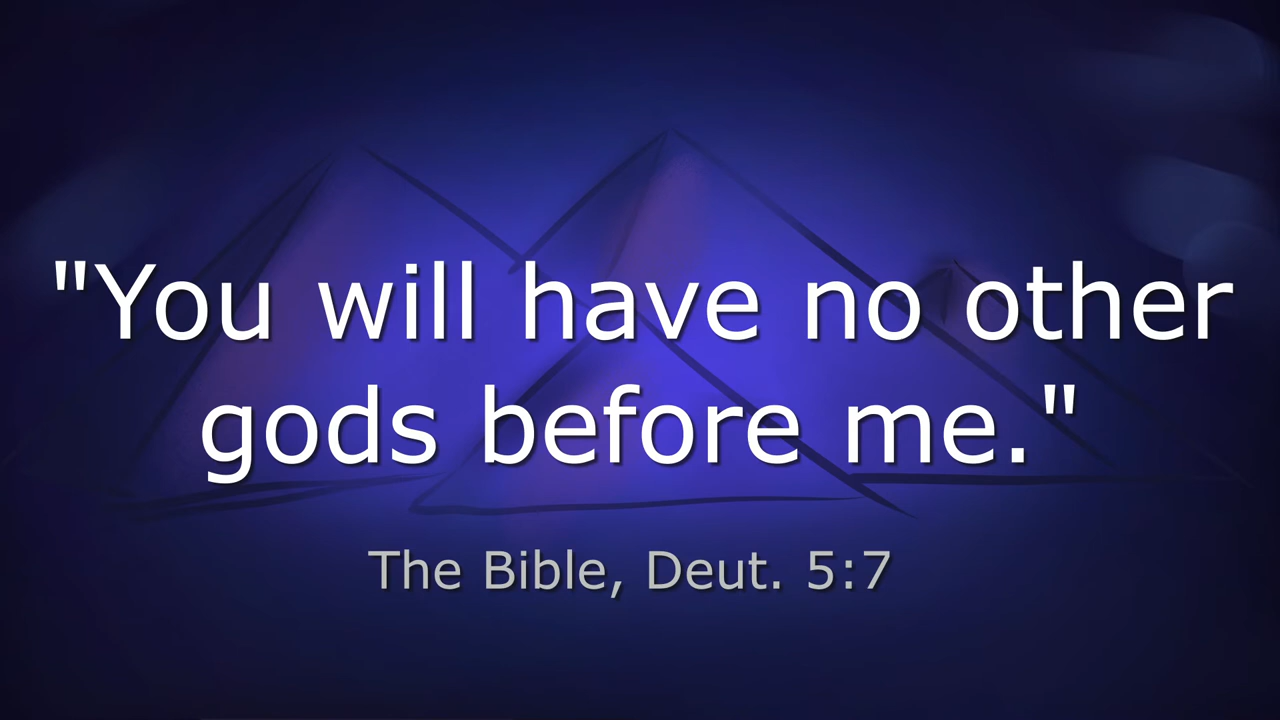 "You will have no other
gods before me."
The Bible, Deut. 5:7